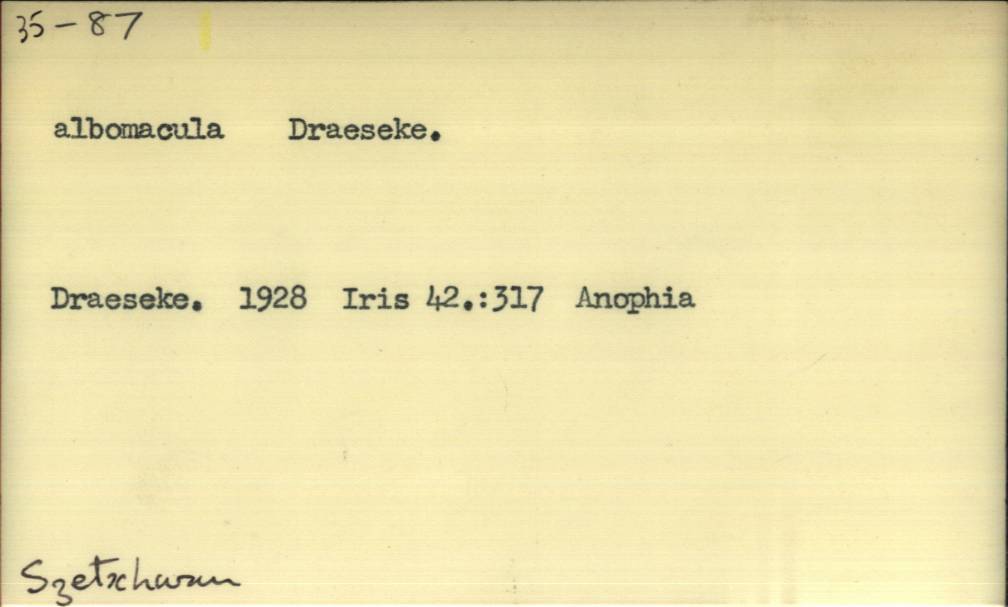 35-87
albomacula Draeseke.
Draeseke. 1928 Iris 42.:317 Anophia
Szetschwan